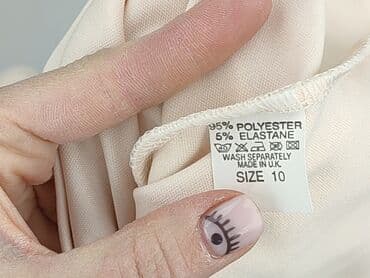 95% POLYESTER
5% ELASTANE
WASH SEPARATELY
MADE IN U.K.
SIZE 10